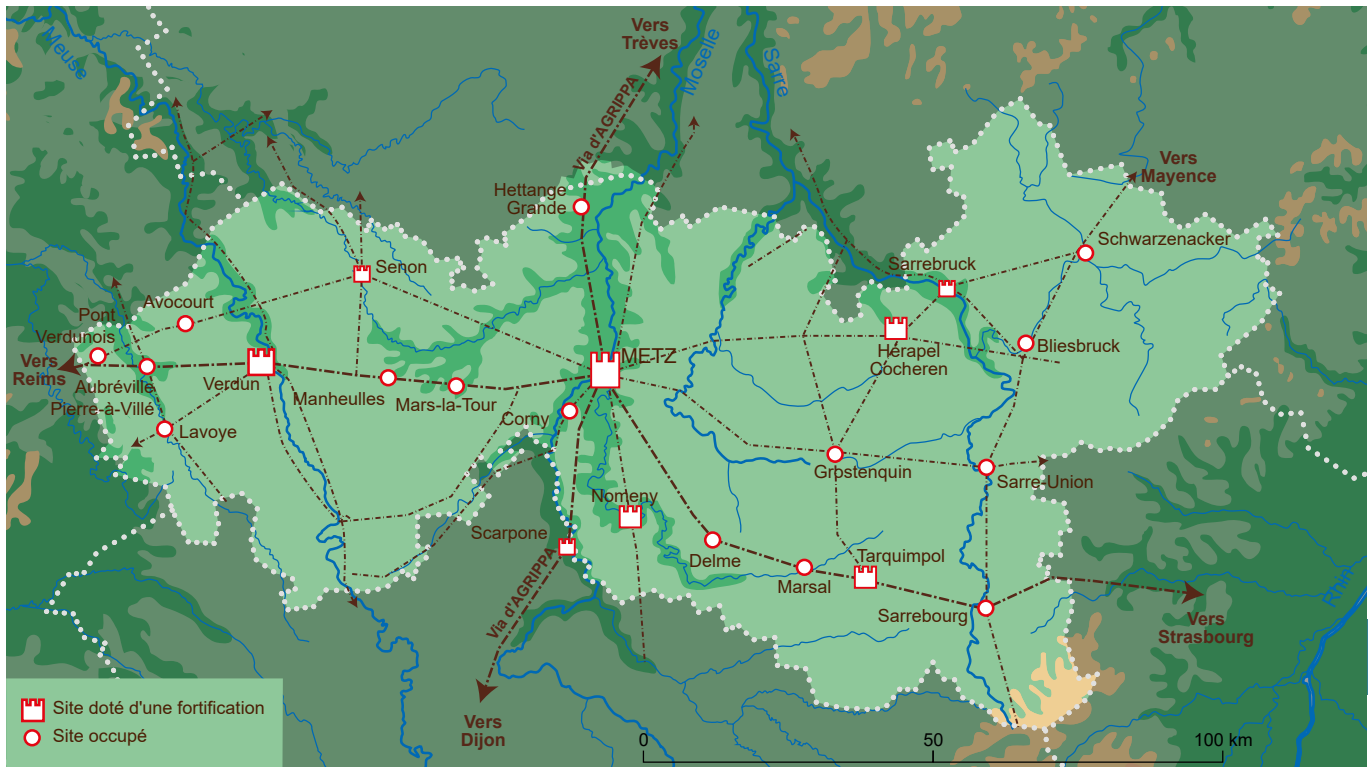 Vers
Trèves
Meuse
Moselle
Sarre
Via d'AGRIPPA
Vers
Mayence
Hettange
Grande
Schwarzenacker
Senon
Sarrebruck
Avocourt
Pont
Verdunois
Vers
Reims
Aubréville
Pierre-à-Villé
Verdun
Manheulles
Mars-la-Tour
METZ
Hérapel
Cocheren
Bliesbruck
Corny
Lavoye
Grostenquin
Sarre-Union
Nomeny
Scarpone
Delme
Marsal
Tarquimpol
Sarrebourg
Via d'AGRIPPA
Vers
Strasbourg
Rhin
Vers
Dijon
Site doté d'une fortification
Site occupé
0 50 100 km